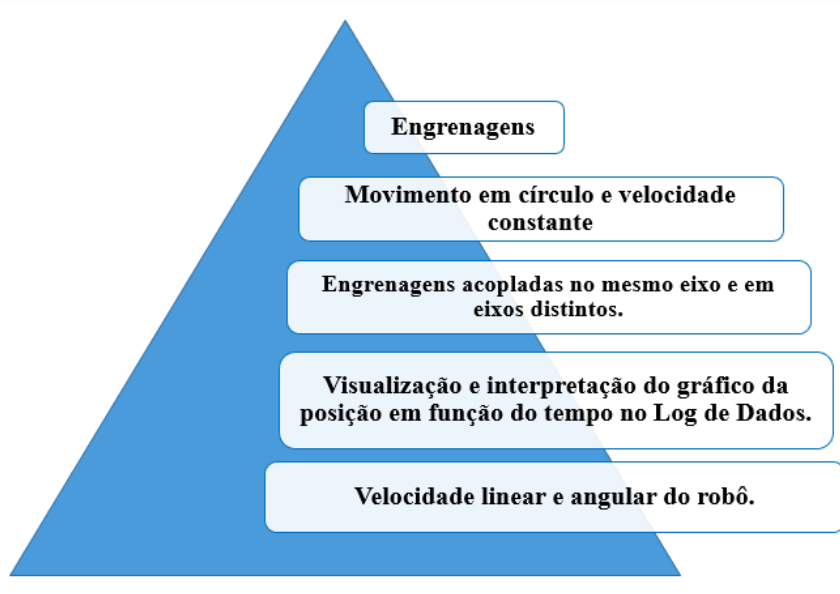 Engrenagens
Movimento em círculo e velocidade
constante
Engrenagens acopladas no mesmo eixo e em
eixos distintos.
Visualização e interpretação do gráfico da
posição em função do tempo no Log de Dados.
Velocidade linear e angular do robô.